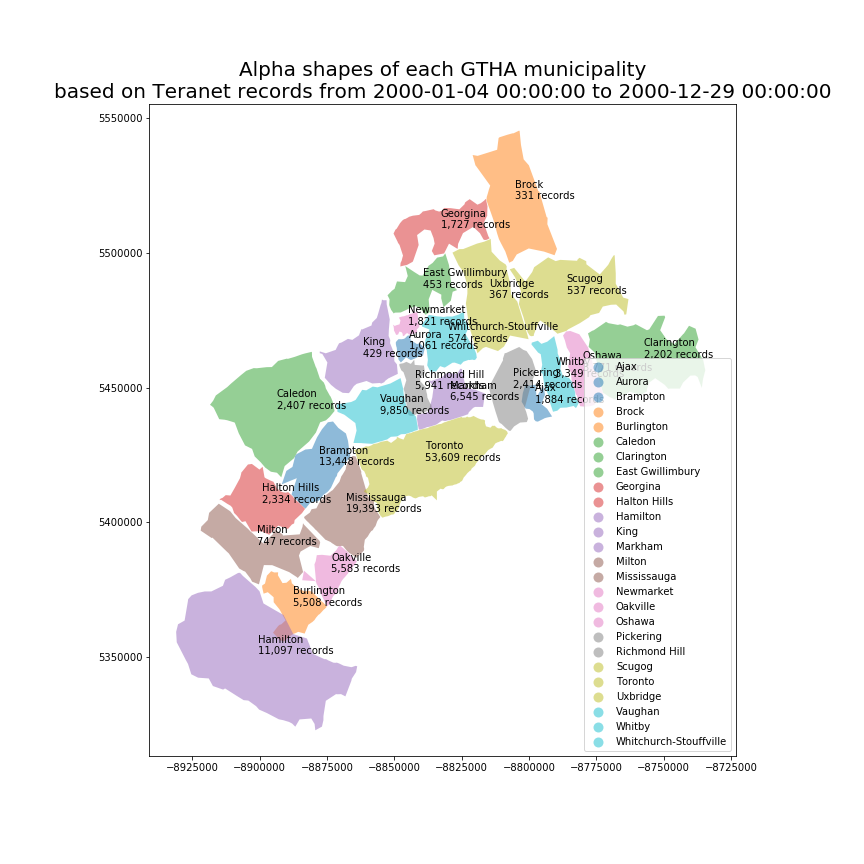 Alpha shapes of each GTHA municipality
based on Teranet records from 2000-01-04 00:00:00 to 2000-12-29 00:00:00
5550000
5500000
5450000
5400000
5350000
Brock
331 records
Georgina
1,727 records
East Gwillimbury
453 records
Uxbridge
367 records
Scugog
537 records
Newmarket
1,821 records
Whitchurch-Stouffville
574 records
Aurora
1,061 records
King
429 records
Clarington
2,202 records
Oshawa
records
Whitb
3,349
Pickering
2,414 records
Ajax
1,884 records
Richmond Hill
5,941 records
Markham
6,545 records
Vaughan
9,850 records
Caledon
2,407 records
Toronto
53,609 records
Brampton
13,448 records
Halton Hills
2,334 records
Mississauga
19,393 records
Milton
747 records
Oakville
5,583 records
Burlington
5,508 records
Hamilton
11,097 records
Ajax
Aurora
Brampton
Brock
Burlington
Caledon
Clarington
East Gwillimbury
Georgina
Halton Hills
Hamilton
King
Markham
Milton
Mississauga
Newmarket
Oakville
Oshawa
Pickering
Richmond Hill
Scugog
Toronto
Uxbridge
Vaughan
Whitby
Whitchurch-Stouffville
−8925000
−8900000
−8875000
−8850000
−8825000
−8800000
−8775000
−8750000
−8725000